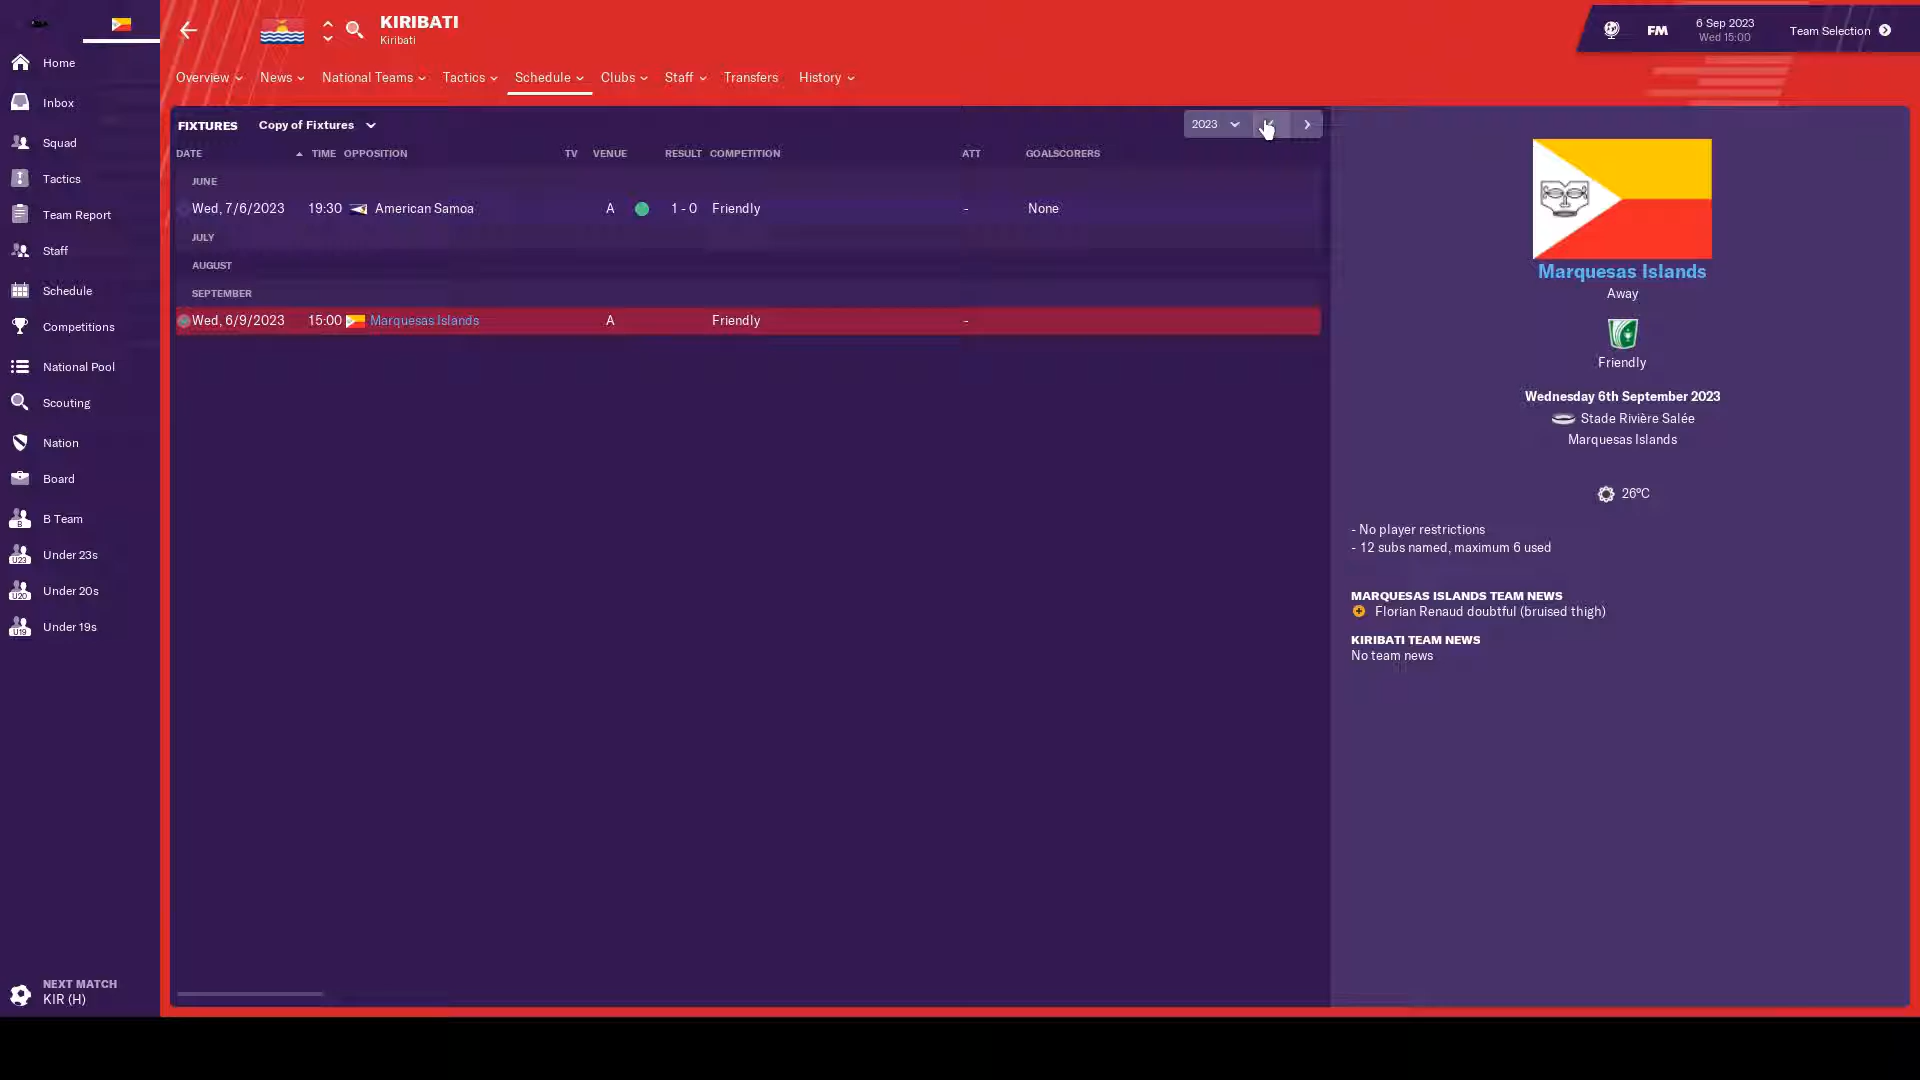 KIRIBATI
Kiribati
FM
6 Sep 2023
Wed 15:00
Team Selection
Overview
News
National Teams
Tactics
Schedule
Clubs
Staff
Transfers
History
Home
Inbox
Squad
Tactics
Team Report
Staff
Schedule
Competitions
National Pool
Scouting
Nation
Board
B
B Team
U23
Under 23s
U20
Under 20s
U19
Under 19s
NEXT MATCH
KIR (H)
FIXTURES Copy of Fixtures 2023
DATE TIME OPPOSITION TV VENUE RESULT COMPETITION ATT GOALSCORERS
JUNE
Wed, 7/6/2023 19:30 American Samoa A 1 - 0 Friendly - None
JULY
AUGUST
SEPTEMBER
Wed, 6/9/2023 15:00 Marquesas Islands A Friendly -
Marquesas Islands
Away
Friendly
Wednesday 6th September 2023
Stade Rivière Salée
Marquesas Islands
26°C
- No player restrictions
- 12 subs named, maximum 6 used
MARQUESAS ISLANDS TEAM NEWS
Florian Renaud doubtful (bruised thigh)
KIRIBATI TEAM NEWS
No team news